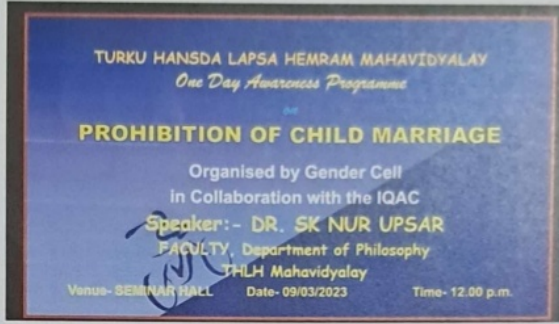 TURKU HANSDA LAPSA HEMRAM MAHAVIDYALAY
One Day Awareness Programme
on
PROHIBITION OF CHILD MARRIAGE
Organised by Gender Cell
in Collaboration with the IQAC
Speaker:- DR. SK NUR UPSAR
FACULTY, Department of Philosophy
THLH Mahavidyalay
Venue- SEMINAR HALL Date- 09/03/2023 Time- 12.00 p.m.